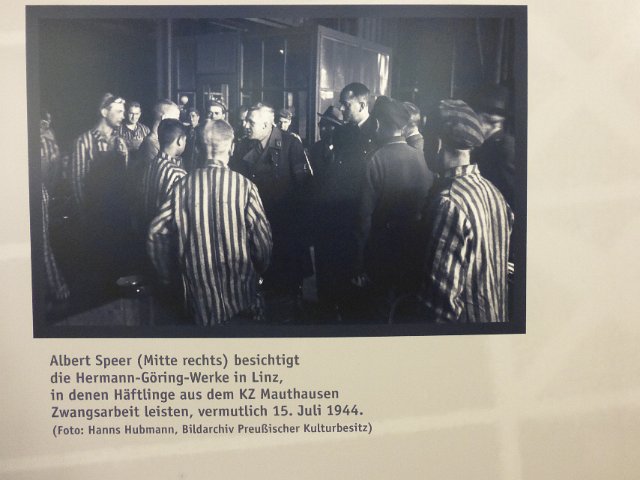 Albert Speer (Mitte rechts) besichtigt
die Hermann-Göring-Werke in Linz,
in denen Häftlinge aus dem KZ Mauthausen
Zwangsarbeit leisten, vermutlich 15. Juli 1944.
(Foto: Hanns Hubmann, Bildarchiv Preußischer Kulturbesitz)